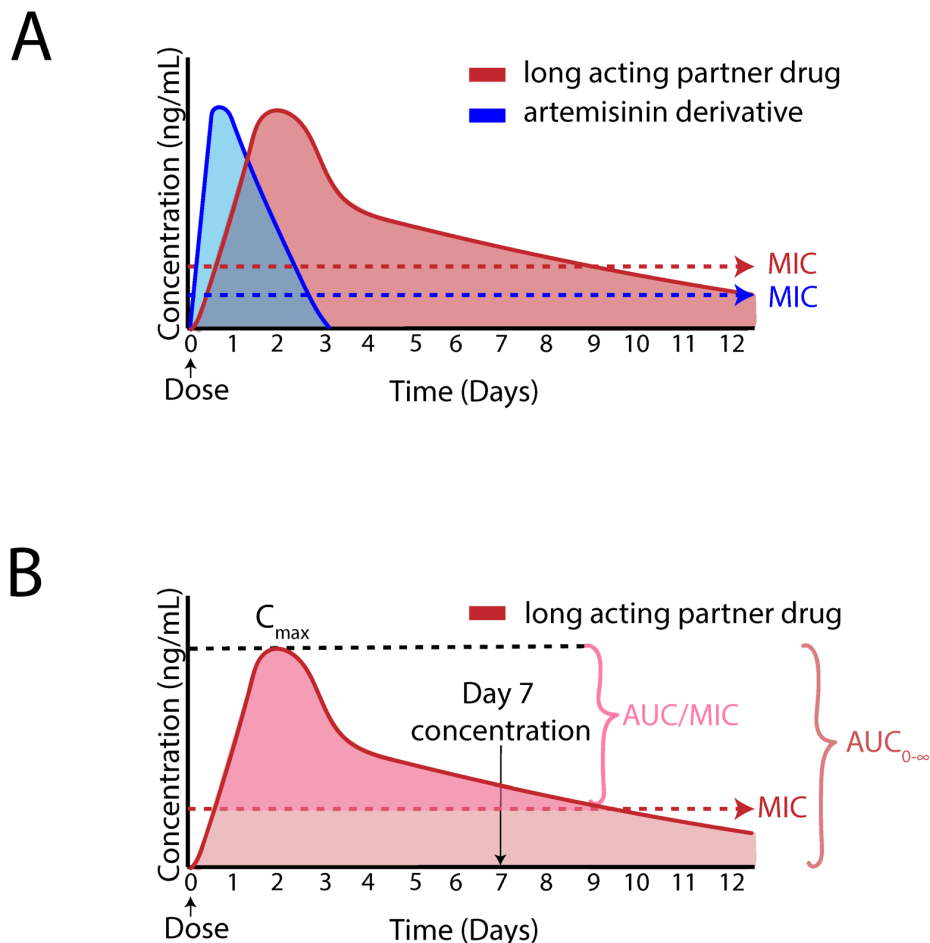 A
Concentration (ng/mL)
long acting partner drug
artemisinin derivative
MIC
MIC
0 1 2 3 4 5 6 7 8 9 10 11 12
Dose
Time (Days)
B
Concentration (ng/mL)
long acting partner drug
Cmax
Day 7
concentration
AUC/MIC
AUC0-∞
MIC
0 1 2 3 4 5 6 7 8 9 10 11 12
Dose
Time (Days)